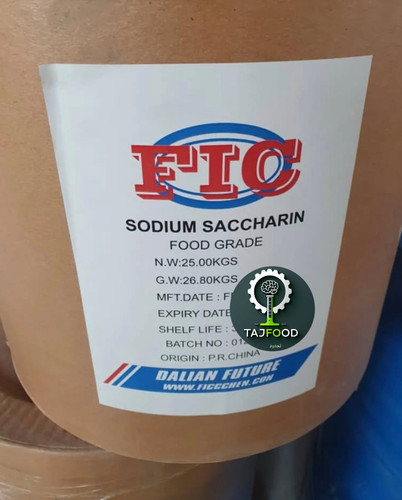 FIC
SODIUM SACCHARIN
FOOD GRADE
N.W:25.00KGS
G.W:26.80KGS
MFT.DATE :
EXPIRY DATE
SHELF LIFE :
BATCH NO :
ORIGIN : P.R.CHINA
TAJFOOD
DALIAN FUTURE
WWW.FICCCHEM.COM